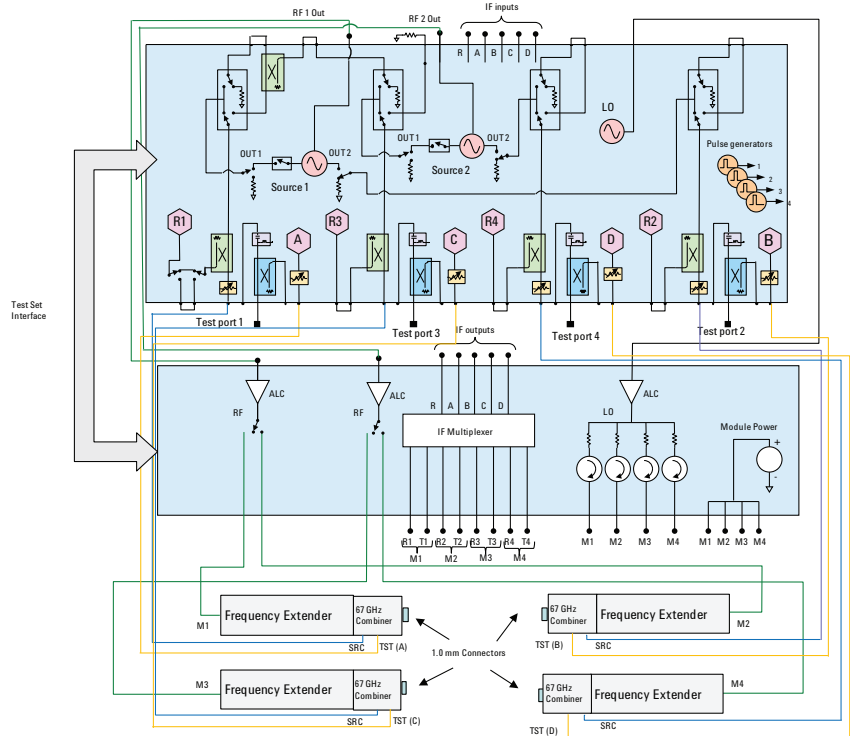 RF 1 Out
RF 2 Out
IF inputs
R A B C D
LO
Pulse generators
1
2
3
4
OUT 1
Source 1
OUT 2
OUT 1
Source 2
OUT 2
R1
A
R3
C
R4
D
R2
B
Test Set
Interface
Test port 1
Test port 3
Test port 4
Test port 2
IF outputs
ALC
RF
ALC
RF
R A B C D
IF Multiplexer
ALC
LO
Module Power
+
-
R1 T1 R2 T2 R3 T3 R4 T4
M1 M2 M3 M4
M1 M2 M3 M4
M1 M2 M3 M4
M1
Frequency Extender
67 GHz
Combiner
SRC
TST (A)
67 GHz
Combiner
Frequency Extender
M2
TST (B)
SRC
1.0 mm Connectors
M3
Frequency Extender
67 GHz
Combiner
SRC
TST (C)
67 GHz
Combiner
Frequency Extender
M4
TST (D)
SRC